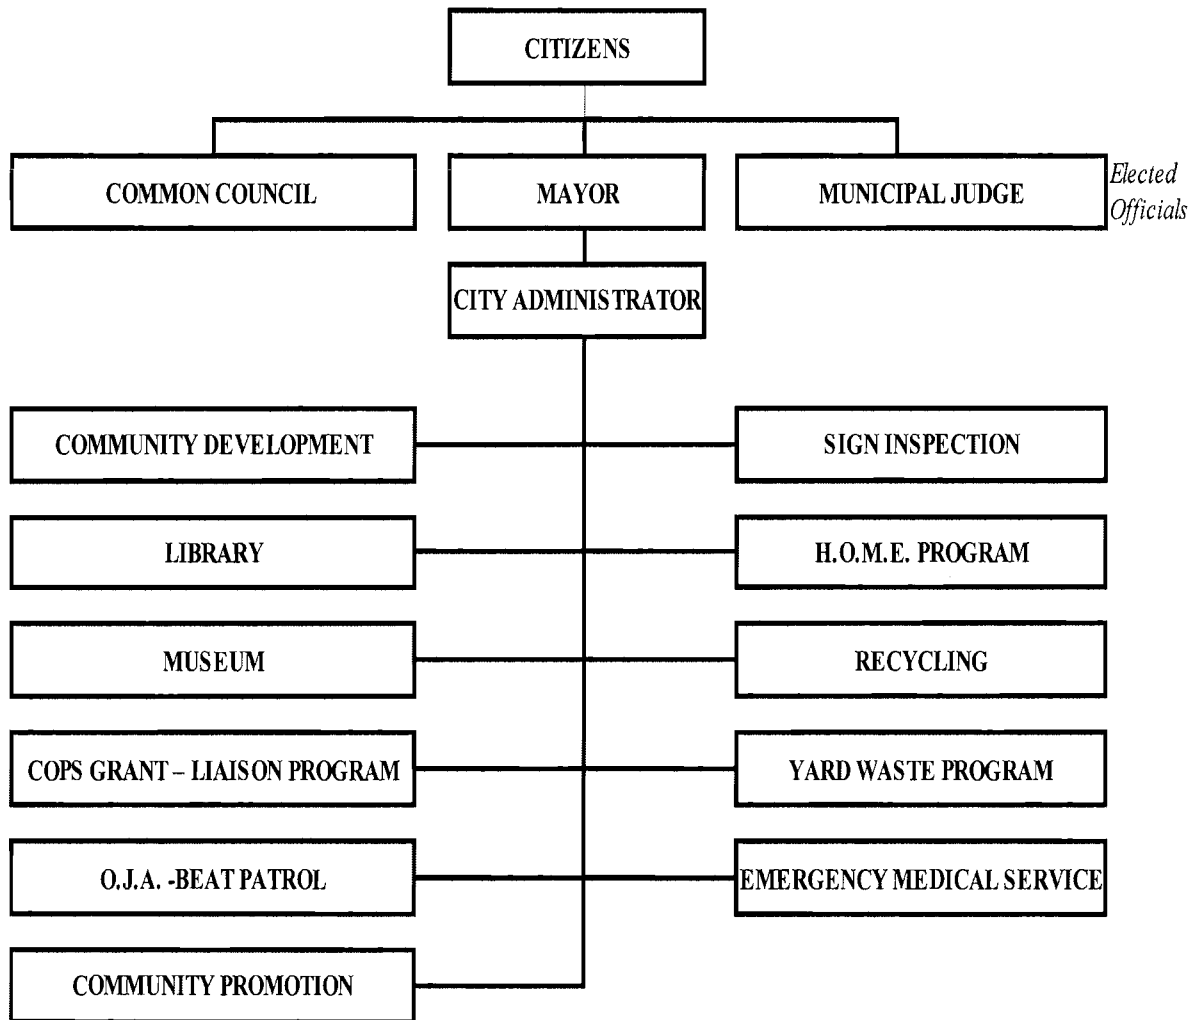 CITIZENS
COMMON COUNCIL
MAYOR
MUNICIPAL JUDGE
Elected
Officials
CITY ADMINISTRATOR
COMMUNITY DEVELOPMENT
SIGN INSPECTION
LIBRARY
H.O.M.E. PROGRAM
MUSEUM
RECYCLING
COPS GRANT – LIAISON PROGRAM
YARD WASTE PROGRAM
O.J.A. -BEAT PATROL
EMERGENCY MEDICAL SERVICE
COMMUNITY PROMOTION